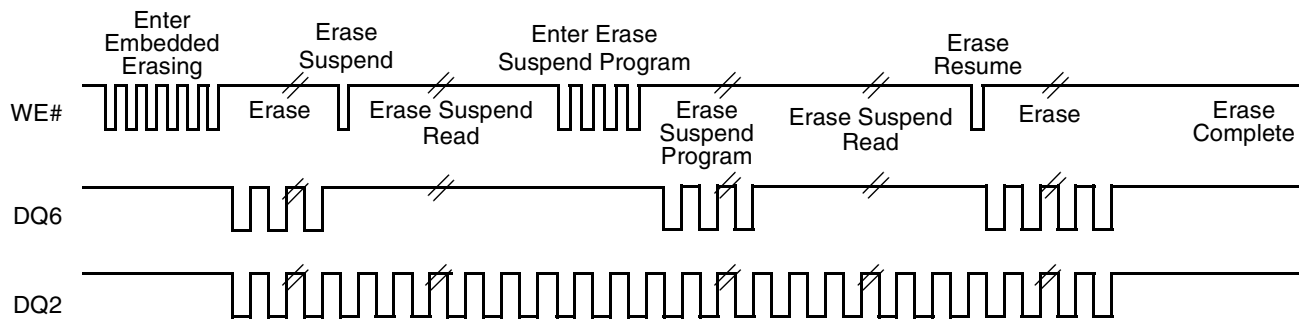 Enter
Embedded
Erasing
Erase
Suspend
Enter Erase
Suspend Program
Erase
Resume
WE#
Erase
Erase Suspend
Read
Erase
Suspend
Program
Erase Suspend
Read
Erase
Erase
Complete
DQ6
DQ2